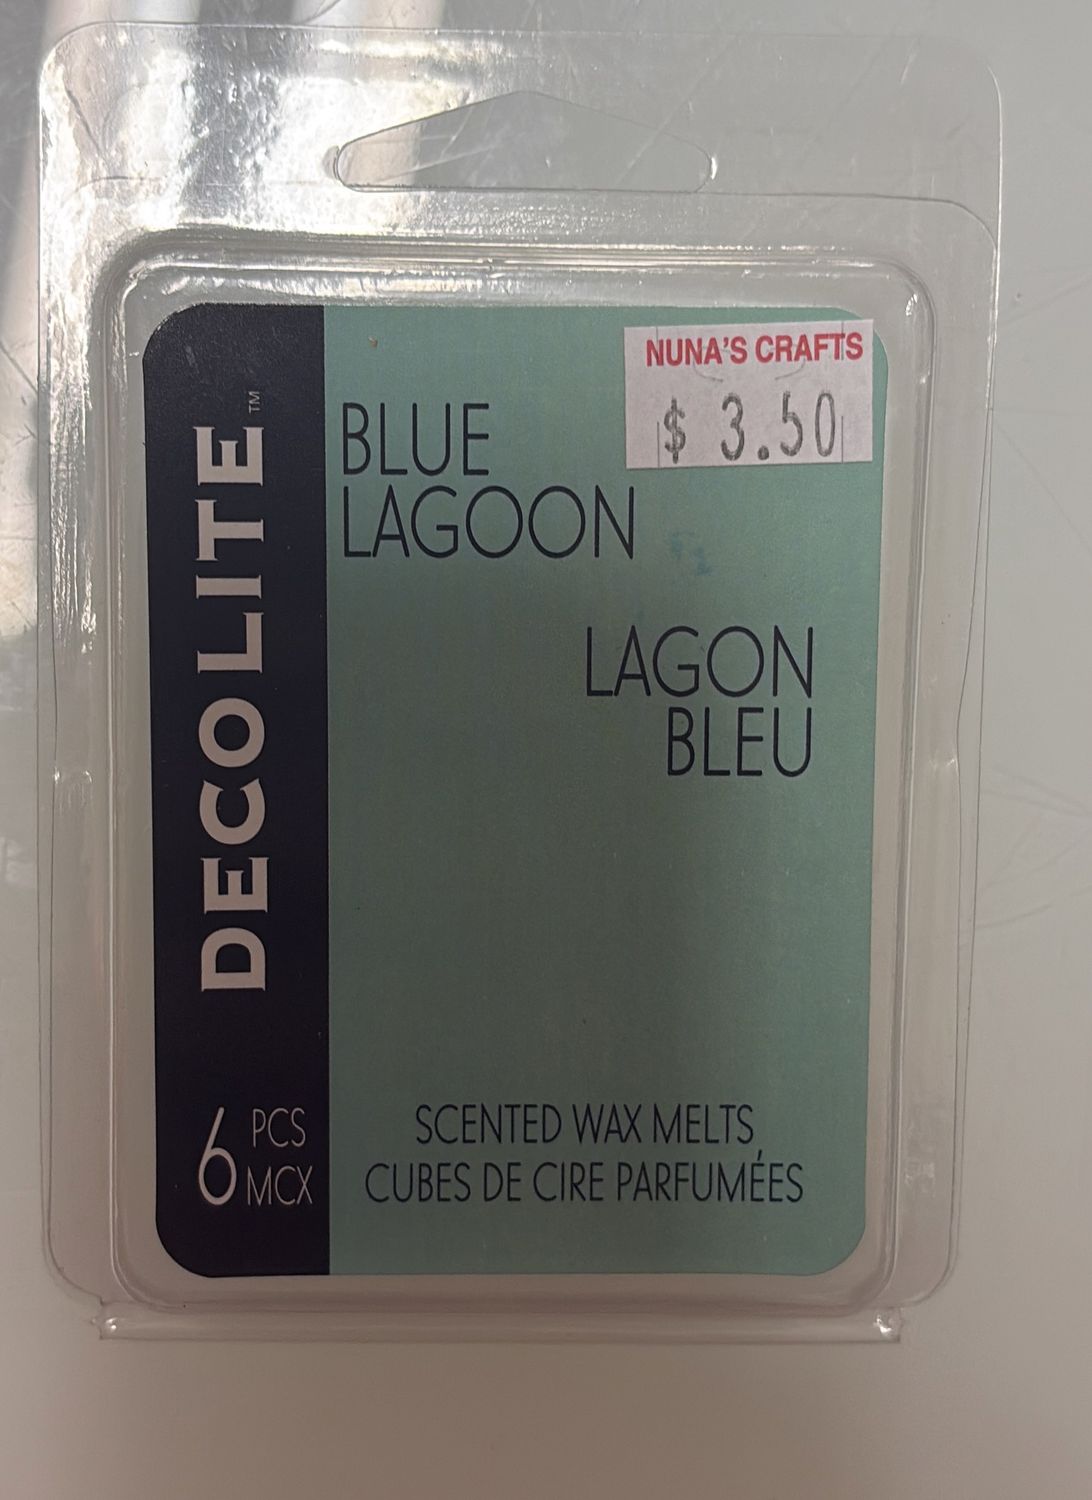 NUNA'S CRAFTS
$ 3.50
DECOLITE™
BLUE
LAGOON
LAGON
BLEU
6 PCS
MCX
SCENTED WAX MELTS
CUBES DE CIRE PARFUMÉES